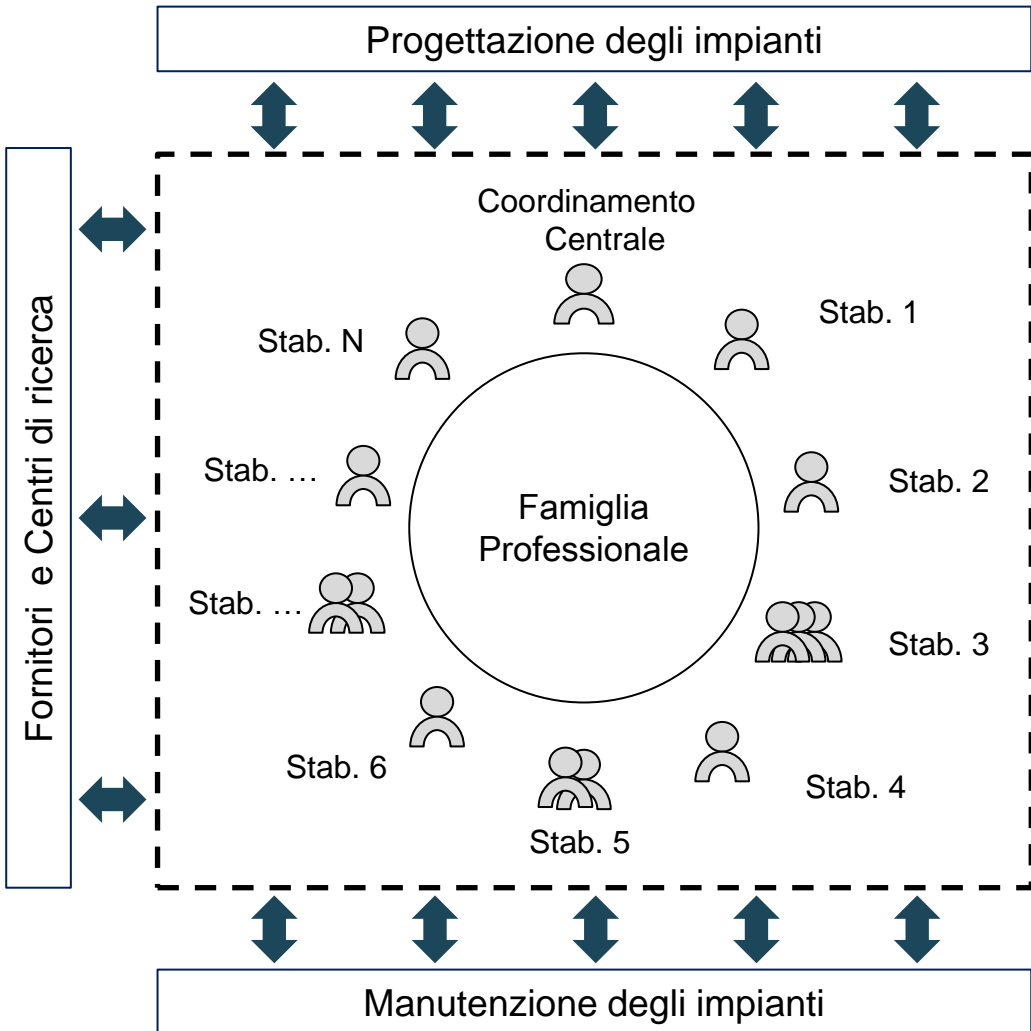 Progettazione degli impianti
Fornitori e Centri di ricerca
Coordinamento
Centrale
Stab. N
Stab. 1
Stab. …
Stab. 2
Famiglia
Professionale
Stab. …
Stab. 3
Stab. 6
Stab. 4
Stab. 5
Manutenzione degli impianti